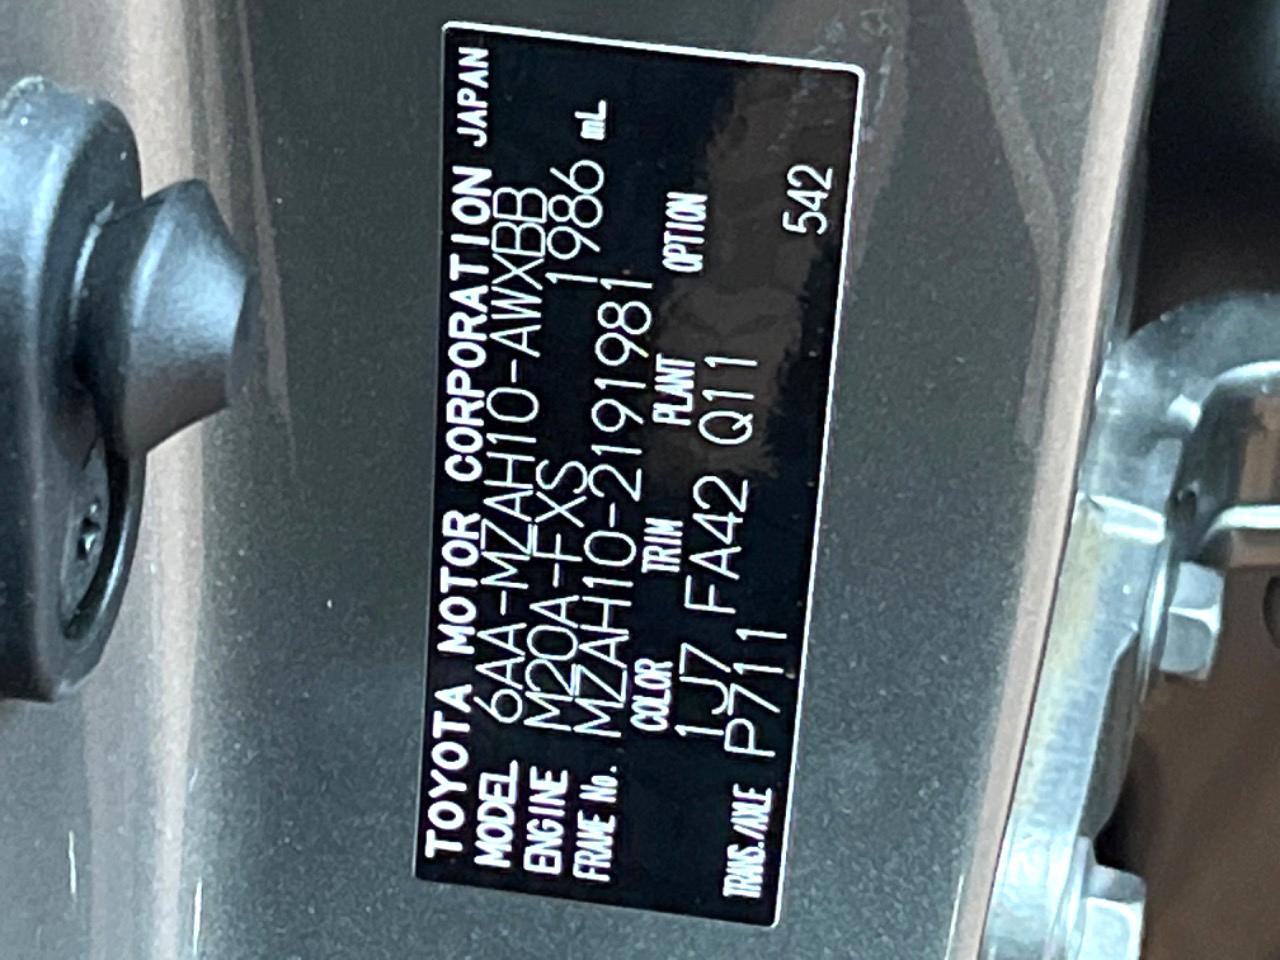 TOYOTA MOTOR CORPORATION JAPAN
MODEL 6AA-MZAH10-AWXBB
ENGINE M20A-FXS 1986 mL
FRAME No. MZAH10-2191981
COLOR TRIM PLANT OPTION
1J7 FA42 Q11
TRANS./AXLE P711 542